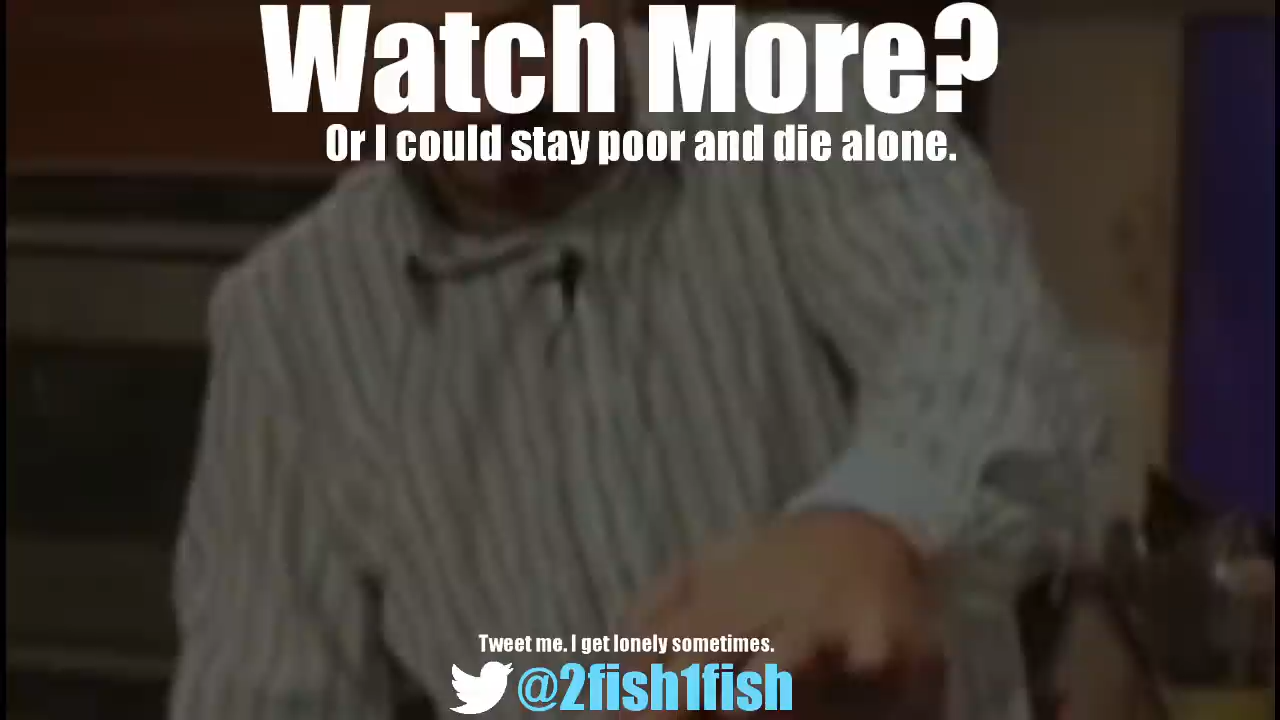 Watch More?
Or I could stay poor and die alone.
Tweet me. I get lonely sometimes.
@2fish1fish